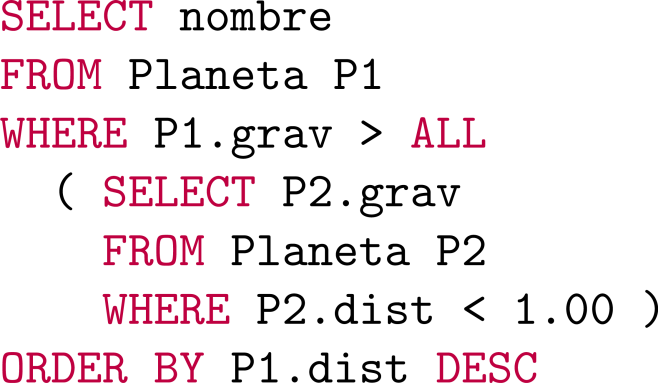 SELECT nombre
FROM Planeta P1
WHERE P1.grav > ALL
( SELECT P2.grav
FROM Planeta P2
WHERE P2.dist < 1.00 )
ORDER BY P1.dist DESC